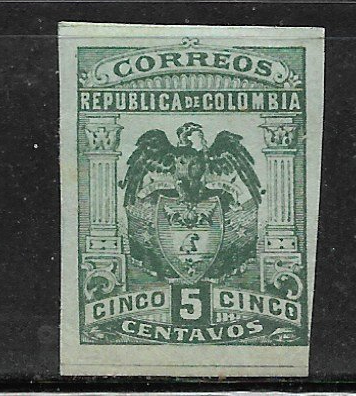 CORREOS
REPUBLICA DE COLOMBIA
CINCO 5 CINCO
CENTAVOS